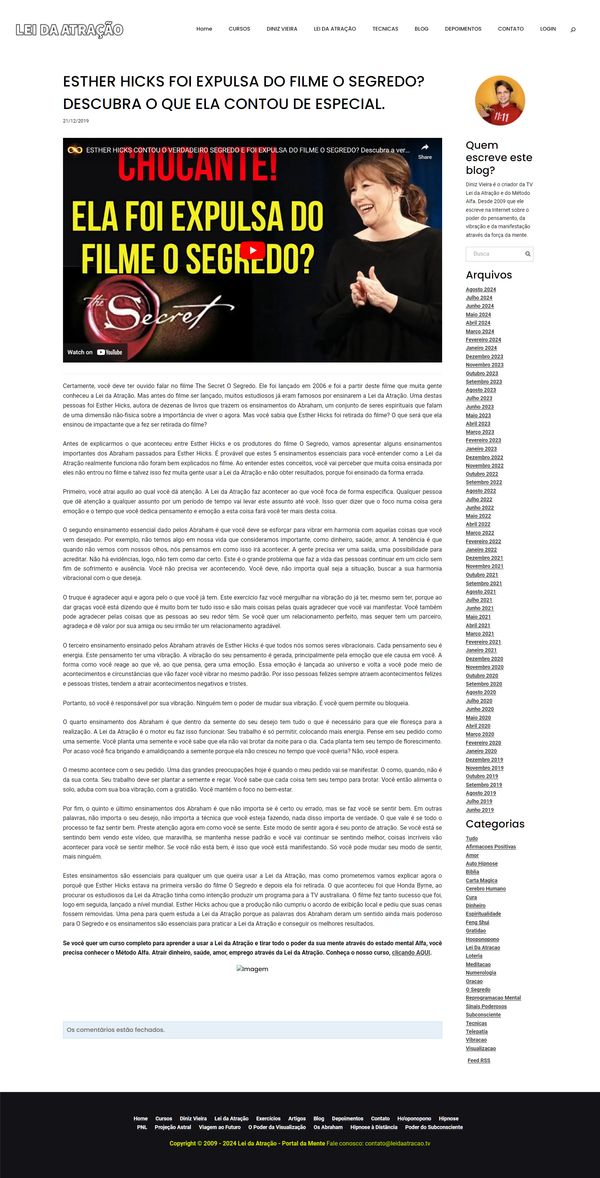 LEI DA ATRAÇÃO
Home CURSOS DINIZ VIEIRA LEI DA ATRAÇÃO TÉCNICAS BLOG DEPOIMENTOS CONTATO LOGIN
ESTHER HICKS FOI EXPULSA DO FILME O SEGREDO?
DESCUBRA O QUE ELA CONTOU DE ESPECIAL.
21/12/2019
ESTHER HICKS CONTOU O VERDADEIRO SEGREDO E FOI EXPULSA DO FILME O SEGREDO? Descubra a ver...
Share
CHOCANTE!
ELA FOI EXPULSA DO
FILME O SEGREDO?
the Secret
Watch on YouTube
Certamente, você deve ter ouvido falar no filme The Secret O Segredo. Ele foi lançado em 2006 e foi a partir deste filme que muita gente
conheceu a Lei da Atração. Mas antes do filme ser lançado, muitos estudiosos já eram famosos por ensinarem a Lei da Atração. Uma destas
pessoas foi Esther Hicks, autora de dezenas de livros que trazem os ensinamentos do Abraham, um conjunto de seres espirituais que falam
de uma dimensão não-física sobre a importância de viver o agora. Mas você sabia que Esther Hicks foi retirada do filme? O que será que ela
ensinou de impactante que a fez ser retirada do filme?
Antes de explicarmos o que aconteceu entre Esther Hicks e os produtores do filme O Segredo, vamos apresentar alguns ensinamentos
importantes dos Abraham passados para Esther Hicks. É provável que estes 5 ensinamentos essenciais para você entender como a Lei da
Atração realmente funciona não foram bem explicados no filme. Ao entender estes conceitos, você vai perceber que muita coisa ensinada por
eles não entrou no filme e talvez isso fez muita gente usar a Lei da Atração e não obter resultados, porque foi ensinado da forma errada.
Primeiro, você atrai aquilo ao qual você dá atenção. A Lei da Atração faz acontecer ao que você foca de forma específica. Qualquer pessoa
que dê atenção a qualquer assunto por um período de tempo vai levar este assunto até você. Isso quer dizer que o foco numa coisa gera
emoção e o tempo que você dedica pensamento e emoção a esta coisa fará você ter mais desta coisa.
O segundo ensinamento essencial dado pelos Abraham é que você deve se esforçar para vibrar em harmonia com aquelas coisas que você
vem desejado. Por exemplo, não temos algo em nossa vida que consideramos importante, como dinheiro, saúde, amor. A tendência é que
quando não vemos com nossos olhos, nós pensamos em como isso irá acontecer. A gente precisa ver uma saída, uma possibilidade para
acreditar. Não há evidências, logo, não tem como dar certo. Este é o grande problema que faz a vida das pessoas continuar em um ciclo sem
fim de sofrimento e ausência. Você não precisa ver acontecendo. Você deve, não importa qual seja a situação, buscar a sua harmonia
vibracional com o que deseja.
O truque é agradecer aqui e agora pelo o que você já tem. Este exercício faz você mergulhar na vibração do já ter, mesmo sem ter, porque ao
dar graças você está dizendo que é muito bom ter tudo isso e são mais coisas pelas quais agradecer que você vai manifestar. Você também
pode agradecer pelas coisas que as pessoas ao seu redor têm. Se você quer um relacionamento perfeito, mas sequer tem um parceiro,
agradeça e dê valor por sua amiga ou seu irmão ter um relacionamento agradável.
O terceiro ensinamento ensinado pelos Abraham através de Esther Hicks é que todos nós somos seres vibracionais. Cada pensamento seu é
energia. Este pensamento ter uma vibração. A vibração do seu pensamento é gerada, principalmente pela emoção que ele causa em você. A
forma como você reage ao que vê, ao que pensa, gera uma emoção. Essa emoção é lançada ao universo e volta a você pode meio de
acontecimentos e circunstâncias que vão fazer você vibrar no mesmo padrão. Por isso pessoas felizes sempre atraem acontecimentos felizes
e pessoas tristes, tendem a atrair acontecimentos negativos e tristes.
Portanto, só você é responsável por sua vibração. Ninguém tem o poder de mudar sua vibração. É você quem permite ou bloqueia.
O quarto ensinamento dos Abraham é que dentro da semente do seu desejo tem tudo o que é necessário para que ele floresça para a
realização. A Lei da Atração é o motor eu faz isso funcionar. Seu trabalho é só permitir, colocando mais energia. Pense em seu pedido como
uma semente. Você planta uma semente e você sabe que ela não vai brotar da noite para o dia. Cada planta tem seu tempo de florescimento.
Por acaso você fica brigando e amaldiçoando a semente porque ela não cresceu no tempo que você queria? Não, você espera.
O mesmo acontece com o seu pedido. Uma das grandes preocupações hoje é quando o meu pedido vai se manifestar. O como, quando, não é
da sua conta. Seu trabalho deve ser plantar a semente e regar. Você sabe que cada coisa tem seu tempo para brotar. Você então alimenta o
solo, aduba com sua boa vibração, com a gratidão. Você mantém o foco no bem-estar.
Por fim, o quinto e último ensinamentos dos Abraham é que não importa se é certo ou errado, mas se faz você se sentir bem. Em outras
palavras, não importa o seu desejo, não importa a técnica que você esteja fazendo, nada disso importa de verdade. O que vale é se todo o
processo te faz sentir bem. Preste atenção agora em como você se sente. Este modo de sentir agora é seu ponto de atração. Se você está se
sentindo bem vendo este vídeo, que maravilha, se mantenha nesse padrão e você vai continuar se sentindo melhor, coisas incríveis vão
acontecer para você se sentir melhor. Se você não está bem, é isso que você está manifestando. Só você pode mudar seu modo de sentir,
mais ninguém.
Estes ensinamentos são essenciais para qualquer um que queira usar a Lei da Atração, mas como prometemos vamos explicar agora o
porquê que Esther Hicks estava na primeira versão do filme O Segredo e depois ela foi retirada. O que aconteceu foi que Honda Byrne, ao
procurar os estudiosos da Lei da Atração tinha como intenção produzir um programa para a TV australiana. O filme fez tanto sucesso que foi,
logo em seguida, lançado a nível mundial. Esther Hicks achou que a produção não cumpriu o acordo de exibição local e pediu que suas cenas
fossem removidas. Uma pena para quem estuda a Lei da Atração porque as palavras dos Abraham deram um sentido ainda mais poderoso
para O Segredo e os ensinamentos são essenciais para praticar a Lei da Atração e conseguir os melhores resultados.
Se você quer um curso completo para aprender a usar a Lei da Atração e tirar todo o poder da sua mente através do estado mental Alfa, você
precisa conhecer o Método Alfa. Atrair dinheiro, saúde, amor, emprego através da Lei da Atração. Conheça o nosso curso, clicando AQUI.
Imagem
Os comentários estão fechados.
11:11
Quem
escreve este
blog?
Diniz Vieira é o criador da TV
Lei da Atração e do Método
Alfa. Desde 2009 que ele
escreve na Internet sobre o
poder do pensamento, da
vibração e da manifestação
através da força da mente.
Busca
Arquivos
Agosto 2024
Julho 2024
Junho 2024
Maio 2024
Abril 2024
Março 2024
Fevereiro 2024
Janeiro 2024
Dezembro 2023
Novembro 2023
Outubro 2023
Setembro 2023
Agosto 2023
Julho 2023
Junho 2023
Maio 2023
Abril 2023
Março 2023
Fevereiro 2023
Janeiro 2023
Dezembro 2022
Novembro 2022
Outubro 2022
Setembro 2022
Agosto 2022
Julho 2022
Junho 2022
Maio 2022
Abril 2022
Março 2022
Fevereiro 2022
Janeiro 2022
Dezembro 2021
Novembro 2021
Outubro 2021
Setembro 2021
Agosto 2021
Julho 2021
Junho 2021
Maio 2021
Abril 2021
Março 2021
Fevereiro 2021
Janeiro 2021
Dezembro 2020
Novembro 2020
Outubro 2020
Setembro 2020
Agosto 2020
Julho 2020
Junho 2020
Maio 2020
Abril 2020
Março 2020
Fevereiro 2020
Janeiro 2020
Dezembro 2019
Novembro 2019
Outubro 2019
Setembro 2019
Agosto 2019
Julho 2019
Junho 2019
Categorias
Tudo
Afirmacoes Positivas
Amor
Auto Hipnose
Biblia
Carta Magica
Cerebro Humano
Cura
Dinheiro
Espiritualidade
Feng Shui
Gratidao
Hooponopono
Lei Da Atracao
Loteria
Meditacao
Numerologia
Oracao
O Segredo
Reprogramacao Mental
Sinais Poderosos
Subconsciente
Tecnicas
Telepatia
Vibracao
Visualizacao
Feed RSS
Home Cursos Diniz Vieira Lei da Atração Exercícios Artigos Blog Depoimentos Contato Ho'oponopono Hipnose
PNL Projeção Astral Viagem ao Futuro O Poder da Visualização Os Abraham Hipnose à Distância Poder do Subconsciente
Copyright © 2009 - 2024 Lei da Atração - Portal da Mente Fale conosco: contato@leidaatracao.tv